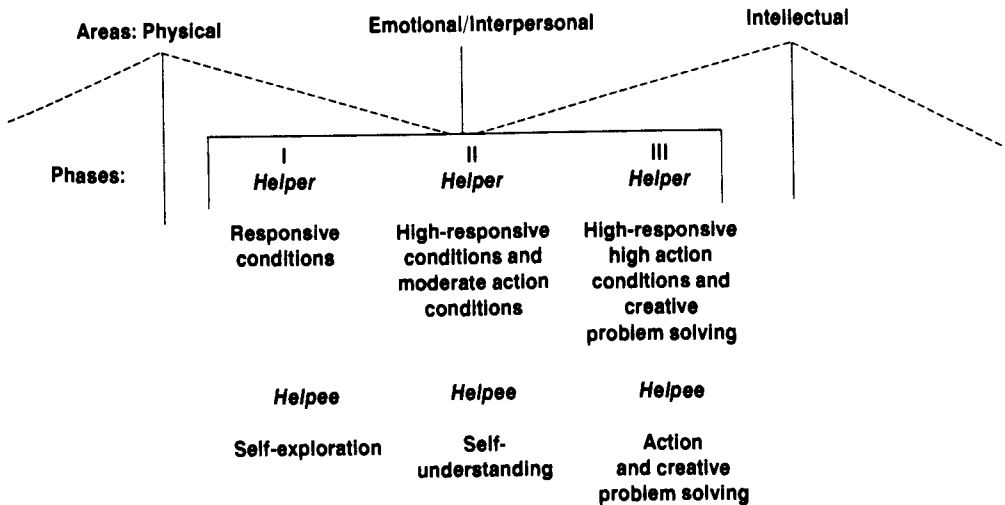 Areas: Physical
Emotional/Interpersonal
Intellectual
Phases:
I
Helper
Responsive
conditions
II
Helper
High-responsive
conditions and
moderate action
conditions
III
Helper
High-responsive
high action
conditions and
creative
problem solving
Helpee
Self-exploration
Helpee
Self-
understanding
Helpee
Action
and creative
problem solving